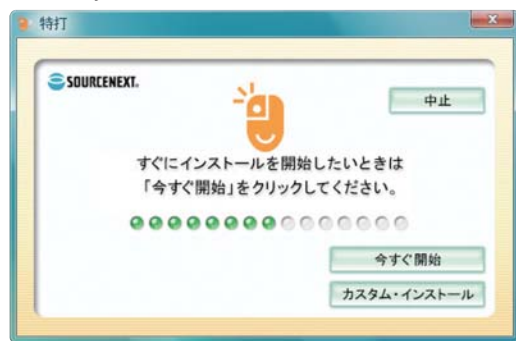 特打
SOURCENEXT.
中止
すぐにインストールを開始したいときは
「今すぐ開始」をクリックしてください。
今すぐ開始
カスタム・インストール